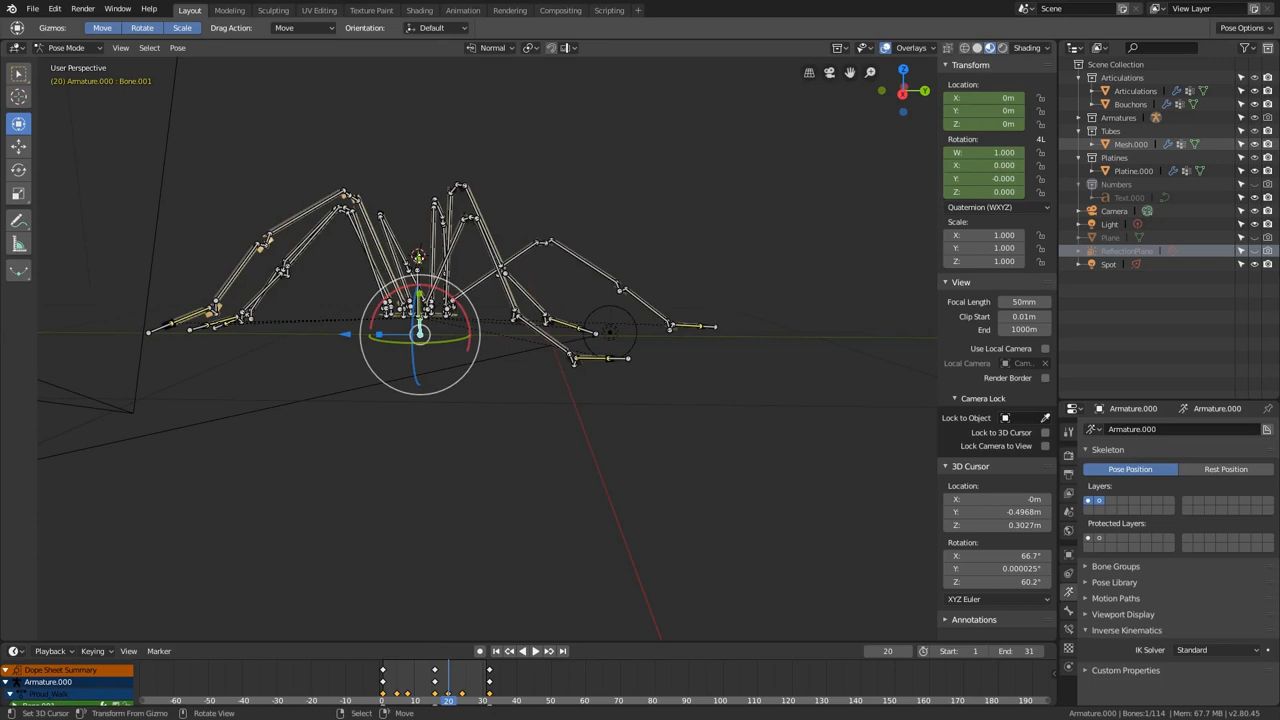 File Edit Render Window Help Layout Modeling Sculpting UV Editing Texture Paint Shading Animation Rendering Compositing Scripting + Scene View Layer
Gizmos: Move Rotate Scale Drag Action: Move Orientation: Default Pose Options
Pose Mode View Select Pose Normal Overlays Shading
User Perspective
(20) Armature.000 : Bone.001
Z
Y
X
Transform
Location:
X: 0m
Y: 0m
Z: 0m
Rotation: 4L
W: 1.000
X: 0.000
Y: -0.000
Z: 0.000
Quaternion (WXYZ)
Scale:
X: 1.000
Y: 1.000
Z: 1.000
View
Focal Length 50mm
Clip Start 0.01m
End 1000m
Use Local Camera
Local Camera Cam...
Render Border
Camera Lock
Lock to Object
Lock to 3D Cursor
Lock Camera to View
3D Cursor
Location:
X: -0m
Y: -0.4968m
Z: 0.3027m
Rotation:
X: 66.7°
Y: 0.000025°
Z: 60.2°
XYZ Euler
Annotations
Scene Collection
Articulations
Articulations
Bouchons
Armatures
Tubes
Mesh.000
Platines
Platine.000
Numbers
Text.000
Camera
Light
Plane
ReflectionPlane
Spot
Armature.000 Armature.000
Armature.000
Skeleton
Pose Position Rest Position
Layers:
Protected Layers:
Bone Groups
Pose Library
Motion Paths
Viewport Display
Inverse Kinematics
IK Solver Standard
Custom Properties
Playback Keying View Marker 20 Start: 1 End: 31
Dope Sheet Summary
Armature.000
Proud_Walk
-60 -50 -40 -30 -20 -10 0 10 20 30 40 50 60 70 80 90 100 110 120 130 140 150 160 170 180 190
Set 3D Cursor Transform From Gizmo Rotate View Select Move Armature.000 | Bones:1/114 | Mem: 67.7 MB | v2.80.45